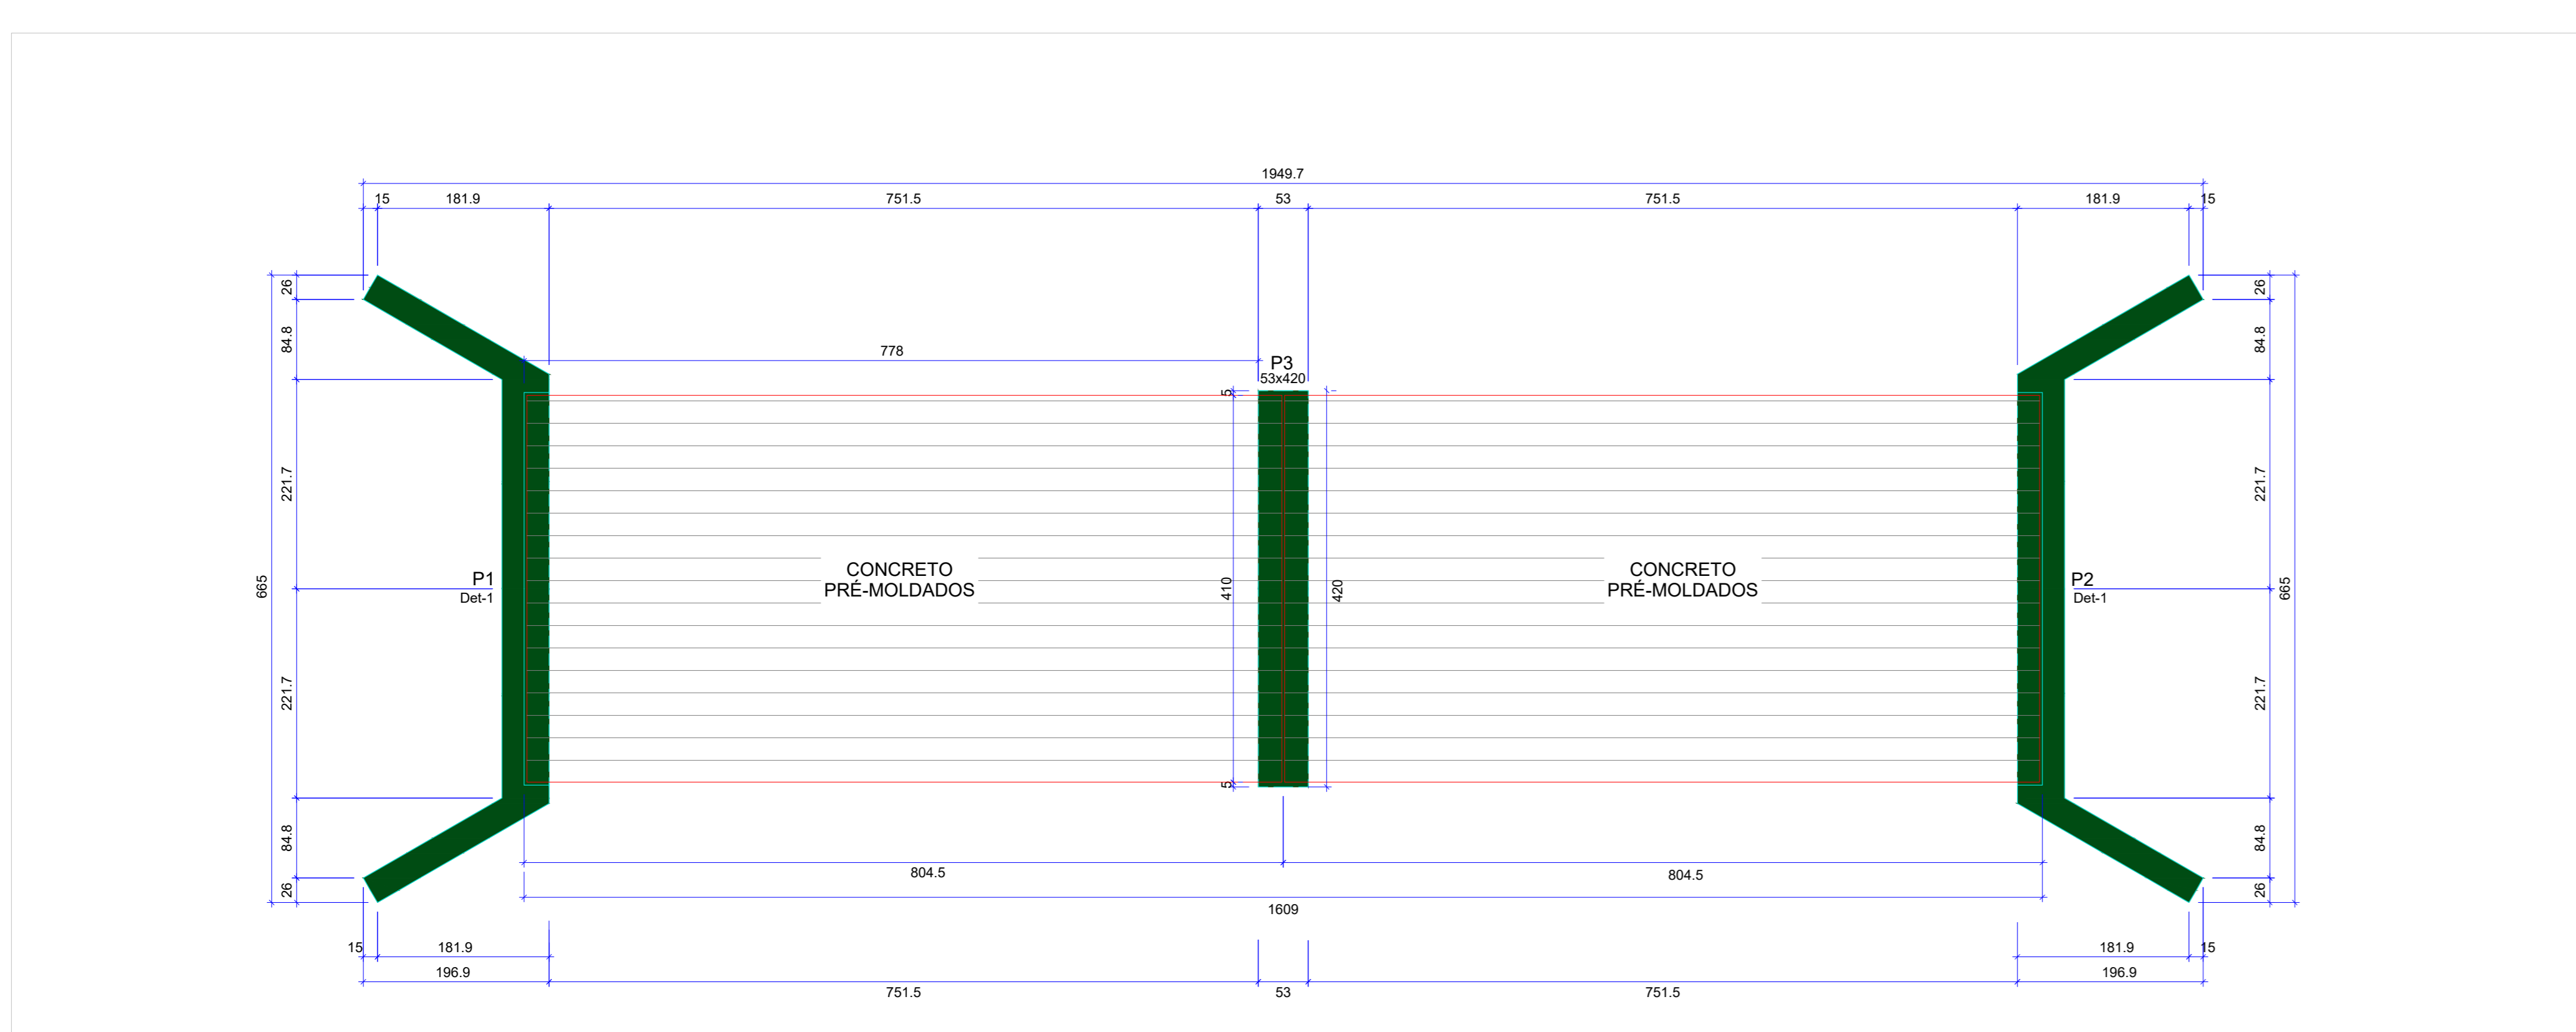 1949.7
15 181.9 751.5 53 751.5 181.9 15
26 26
84.8 84.8
778
P3
53x420
5
221.7 221.7
CONCRETO CONCRETO
PRÉ-MOLDADOS PRÉ-MOLDADOS
665 P1 410 420 P2 665
Det-1 Det-1
221.7 221.7
5
84.8 84.8
804.5 804.5
26 26
1609
15 181.9 181.9 15
196.9 196.9
751.5 53 751.5